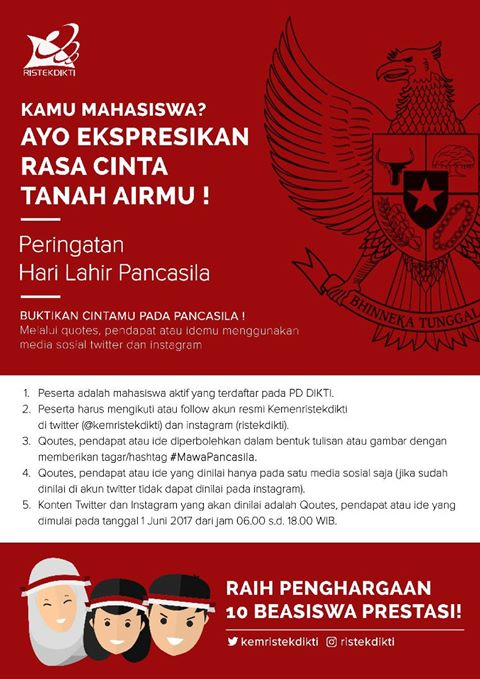 RISTEKDIKTI
KAMU MAHASISWA?
AYO EKSPRESIKAN
RASA CINTA
TANAH AIRMU !
Peringatan
Hari Lahir Pancasila
BUKTIKAN CINTAMU PADA PANCASILA !
Melalui quotes, pendapat atau idemu menggunakan
media sosial twitter dan instagram
BHINNEKA TUNGGAL
1. Peserta adalah mahasiswa aktif yang terdaftar pada PD DIKTI.
2. Peserta harus mengikuti atau follow akun resmi Kemenristekdikti
di twitter (@kemristekdikti) dan instagram (ristekdikti).
3. Qoutes, pendapat atau ide diperbolehkan dalam bentuk tulisan atau gambar dengan
memberikan tagar/hashtag #MawaPancasila.
4. Qoutes, pendapat atau ide yang dinilai hanya pada satu media sosial saja (jika sudah
dinilai di akun twitter tidak dapat dinilai pada instagram).
5. Konten Twitter dan Instagram yang akan dinilai adalah Qoutes, pendapat atau ide yang
dimulai pada tanggal 1 Juni 2017 dari jam 06.00 s.d. 18.00 WIB.
RAIH PENGHARGAAN
10 BEASISWA PRESTASI!
kemristekdikti ristekdikti